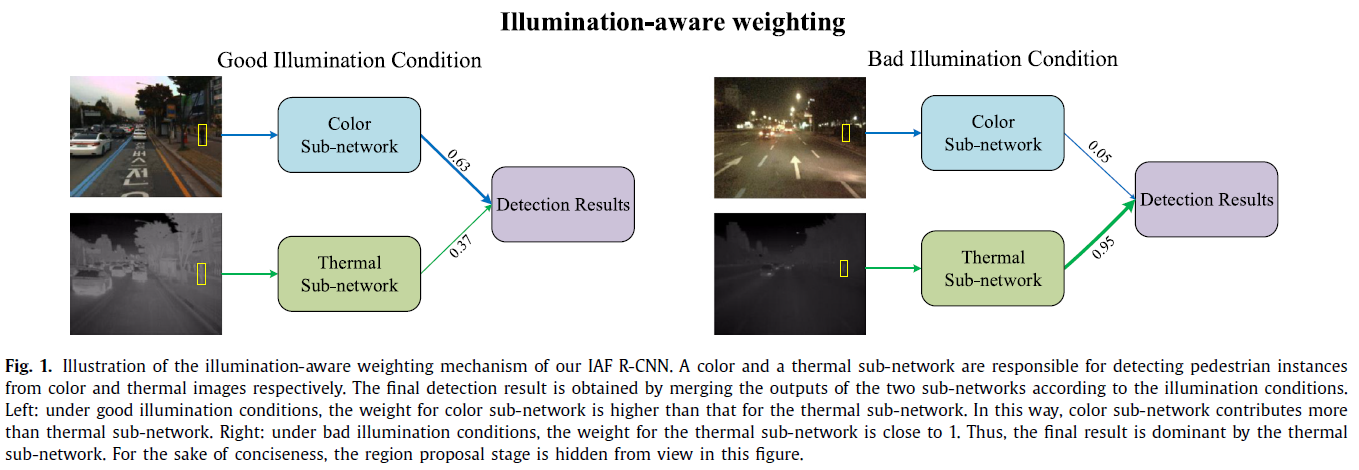 Illumination-aware weighting
Good Illumination Condition
Bad Illumination Condition
Color
Sub-network
0.63
Detection Results
Thermal
Sub-network
0.37
Color
Sub-network
0.05
Detection Results
Thermal
Sub-network
0.95
Fig. 1. Illustration of the illumination-aware weighting mechanism of our IAF R-CNN. A color and a thermal sub-network are responsible for detecting pedestrian instances
from color and thermal images respectively. The final detection result is obtained by merging the outputs of the two sub-networks according to the illumination conditions.
Left: under good illumination conditions, the weight for color sub-network is higher than that for the thermal sub-network. In this way, color sub-network contributes more
than thermal sub-network. Right: under bad illumination conditions, the weight for the thermal sub-network is close to 1. Thus, the final result is dominant by the thermal
sub-network. For the sake of conciseness, the region proposal stage is hidden from view in this figure.